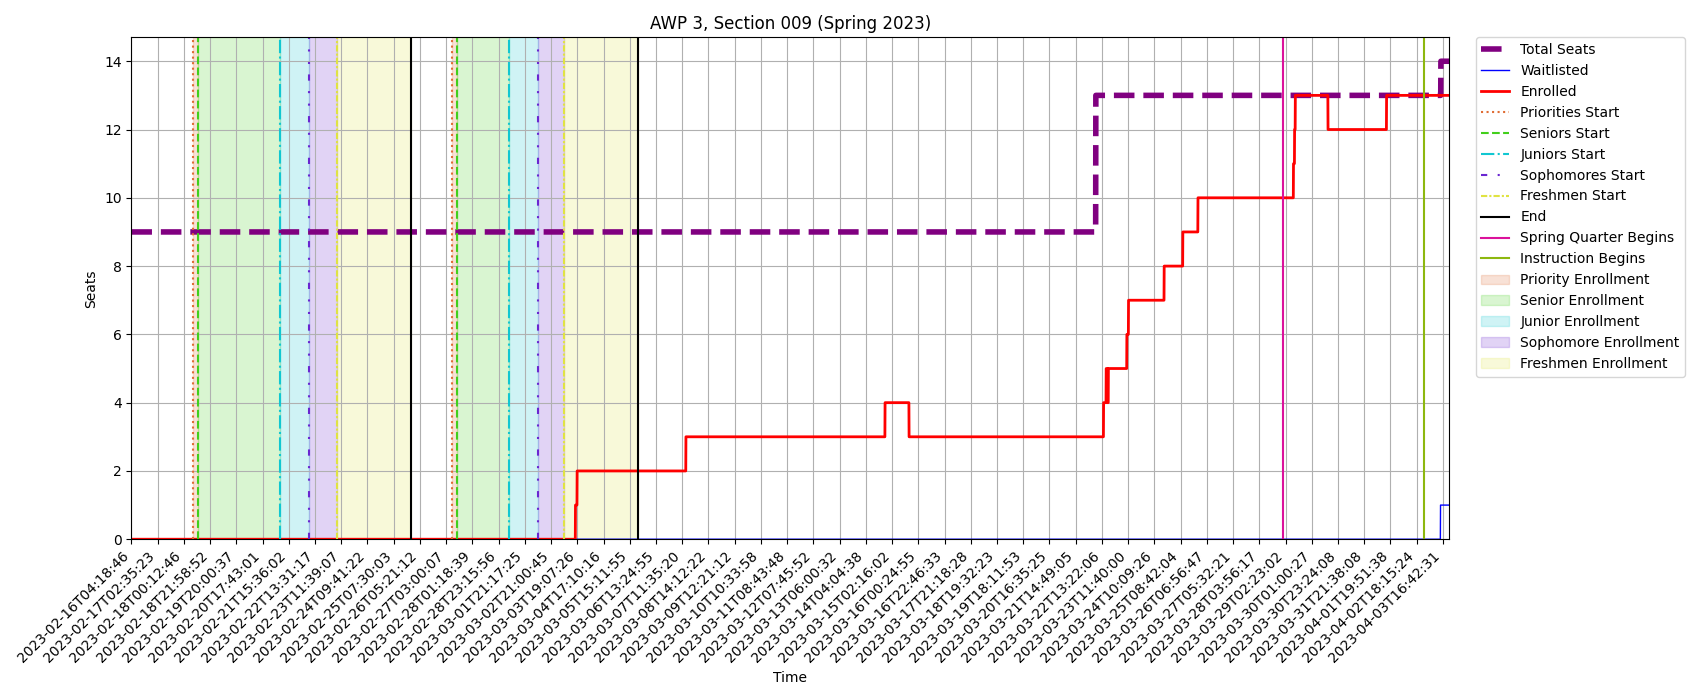 AWP 3, Section 009 (Spring 2023)
Seats
14
12
10
8
6
4
2
0
2023-02-16T04:18:46
2023-02-17T02:35:23
2023-02-18T00:12:46
2023-02-18T21:58:52
2023-02-19T20:00:37
2023-02-20T17:43:01
2023-02-21T15:36:02
2023-02-22T13:31:17
2023-02-23T11:39:07
2023-02-24T09:41:22
2023-02-25T07:30:03
2023-02-26T05:21:12
2023-02-27T03:00:07
2023-02-28T01:18:39
2023-02-28T23:15:56
2023-03-01T21:17:25
2023-03-02T21:00:45
2023-03-03T19:07:26
2023-03-04T17:10:16
2023-03-05T15:11:55
2023-03-06T13:24:55
2023-03-07T11:35:20
2023-03-08T14:12:22
2023-03-09T12:21:12
2023-03-10T10:33:58
2023-03-11T08:43:48
2023-03-12T07:45:52
2023-03-13T06:00:32
2023-03-14T04:04:38
2023-03-15T02:16:02
2023-03-16T00:24:55
2023-03-16T22:46:33
2023-03-17T21:18:28
2023-03-18T19:32:23
2023-03-19T18:11:53
2023-03-20T16:35:25
2023-03-21T14:49:05
2023-03-22T13:22:06
2023-03-23T11:40:00
2023-03-24T10:09:26
2023-03-25T08:42:04
2023-03-26T06:56:47
2023-03-27T05:32:21
2023-03-28T03:56:17
2023-03-29T02:23:02
2023-03-30T01:00:27
2023-03-30T23:24:08
2023-03-31T21:38:08
2023-04-01T19:51:38
2023-04-02T18:15:24
2023-04-03T16:42:31
Time
Total Seats
Waitlisted
Enrolled
Priorities Start
Seniors Start
Juniors Start
Sophomores Start
Freshmen Start
End
Spring Quarter Begins
Instruction Begins
Priority Enrollment
Senior Enrollment
Junior Enrollment
Sophomore Enrollment
Freshmen Enrollment